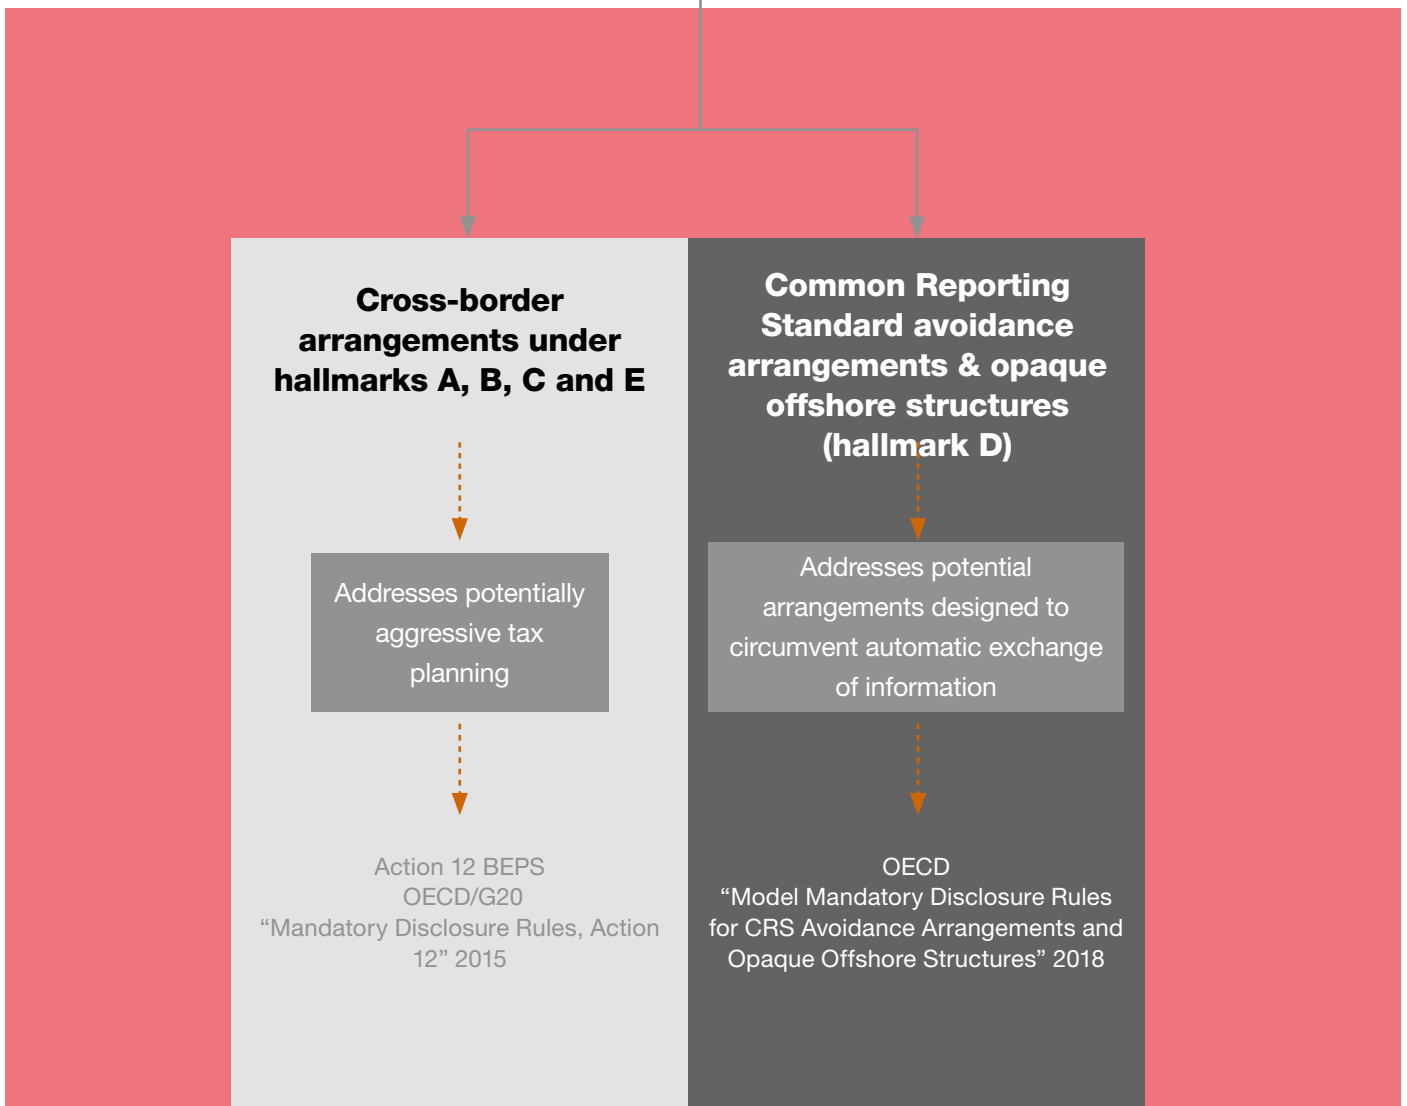 Cross-border
arrangements under
hallmarks A, B, C and E
Addresses potentially
aggressive tax
planning
Action 12 BEPS
OECD/G20
“Mandatory Disclosure Rules, Action
12” 2015
Common Reporting
Standard avoidance
arrangements & opaque
offshore structures
(hallmark D)
Addresses potential
arrangements designed to
circumvent automatic exchange
of information
OECD
“Model Mandatory Disclosure Rules
for CRS Avoidance Arrangements and
Opaque Offshore Structures” 2018